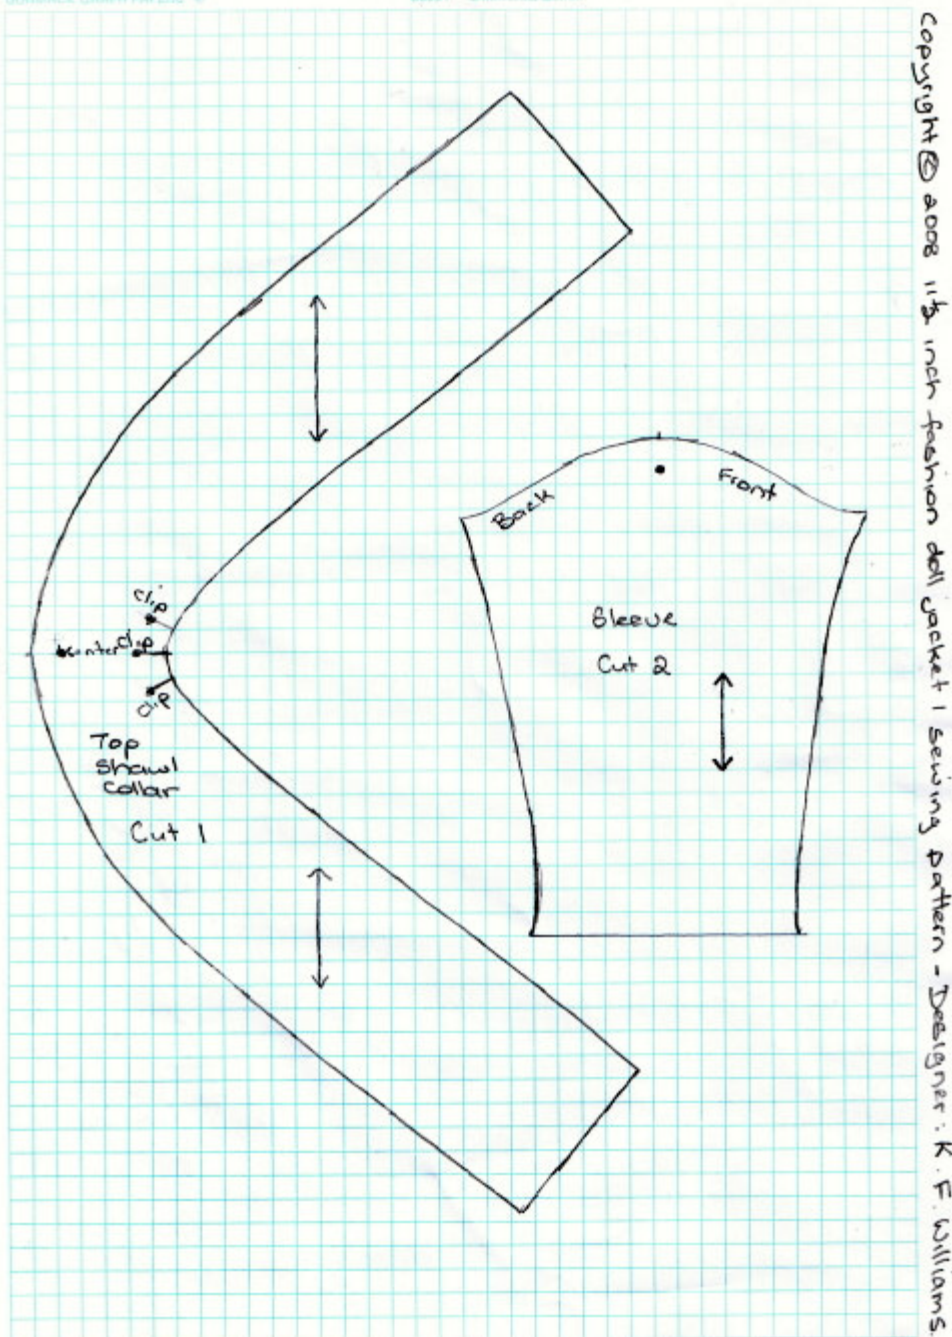 Copyright © 2008 11½ inch fashion doll jacket 1 sewing pattern - Designer: K. F. Williams.
Back
Front
Sleeve
Cut 2
clip
center
clip
clip
Top
Shawl
Collar
Cut 1